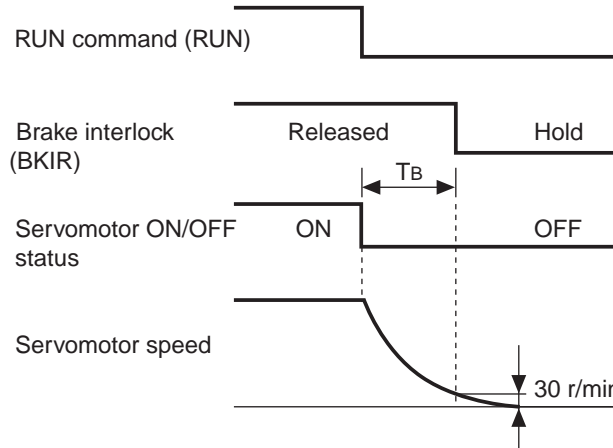 RUN command (RUN)
Brake interlock
(BKIR)
Released
Hold
TB
Servomotor ON/OFF
status
ON
OFF
Servomotor speed
30 r/min